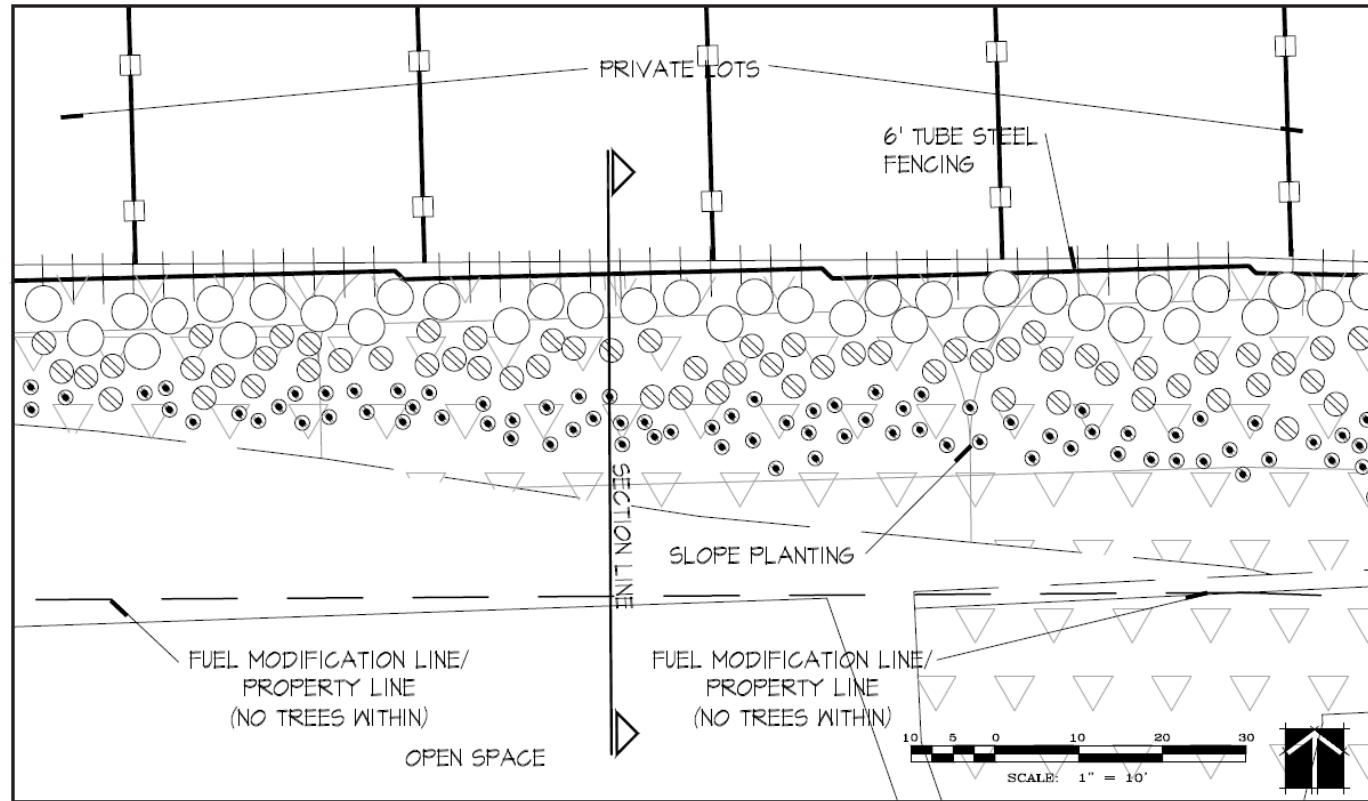 PRIVATE LOTS
6' TUBE STEEL
FENCING
SECTION LINE
SLOPE PLANTING
FUEL MODIFICATION LINE/
PROPERTY LINE
(NO TREES WITHIN)
FUEL MODIFICATION LINE/
PROPERTY LINE
(NO TREES WITHIN)
OPEN SPACE
10 5 0 10 20 30
SCALE: 1" = 10'